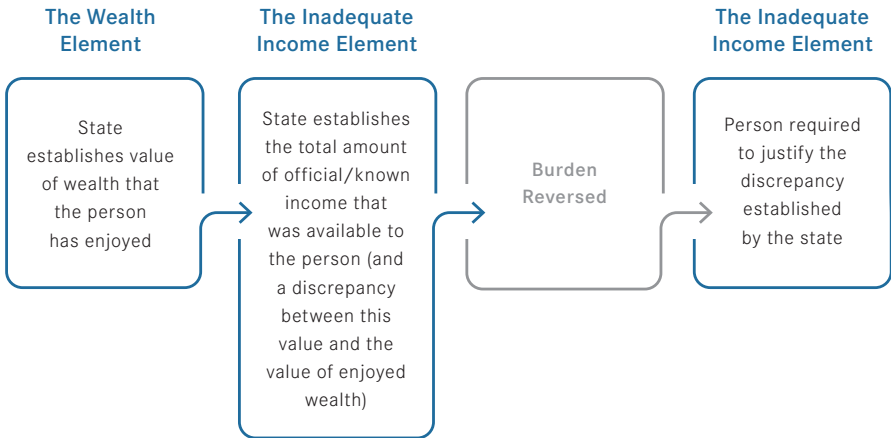 The Wealth
Element
State
establishes value
of wealth that
the person
has enjoyed
The Inadequate
Income Element
State establishes
the total amount
of official/known
income that
was available to
the person (and
a discrepancy
between this
value and the
value of enjoyed
wealth)
Burden
Reversed
The Inadequate
Income Element
Person required
to justify the
discrepancy
established
by the state